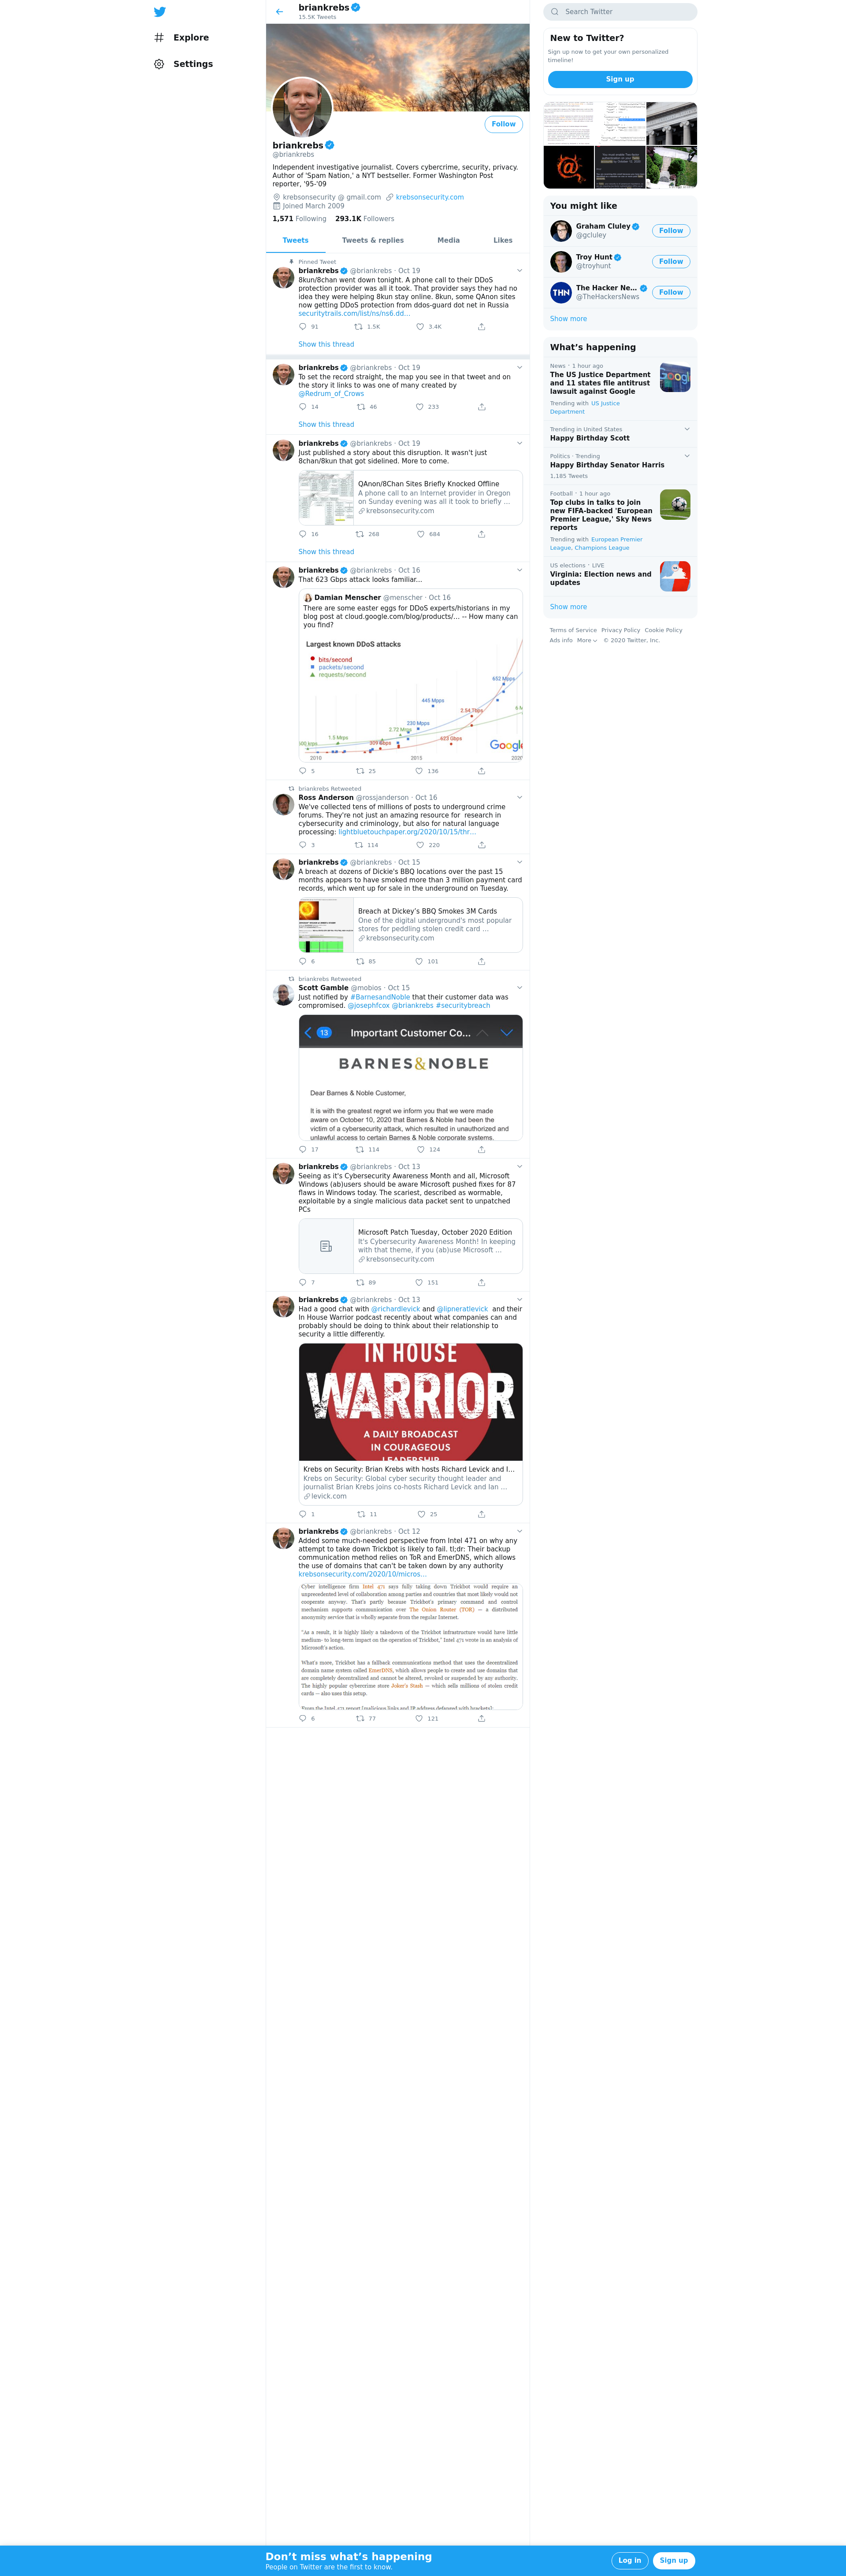 Explore
Settings
briankrebs
15.5K Tweets
Follow
briankrebs
@briankrebs
Independent investigative journalist. Covers cybercrime, security, privacy.
Author of 'Spam Nation,' a NYT bestseller. Former Washington Post
reporter, '95-'09
krebsonsecurity @ gmail.com krebsonsecurity.com
Joined March 2009
1,571 Following 293.1K Followers
Tweets Tweets & replies Media Likes
Pinned Tweet
briankrebs @briankrebs · Oct 19
8kun/8chan went down tonight. A phone call to their DDoS
protection provider was all it took. That provider says they had no
idea they were helping 8kun stay online. 8kun, some QAnon sites
now getting DDoS protection from ddos-guard dot net in Russia
securitytrails.com/list/ns/ns6.dd…
91 1.5K 3.4K
Show this thread
briankrebs @briankrebs · Oct 19
To set the record straight, the map you see in that tweet and on
the story it links to was one of many created by
@Redrum_of_Crows
14 46 233
Show this thread
briankrebs @briankrebs · Oct 19
Just published a story about this disruption. It wasn't just
8chan/8kun that got sidelined. More to come.
QAnon/8Chan Sites Briefly Knocked Offline
A phone call to an Internet provider in Oregon
on Sunday evening was all it took to briefly …
krebsonsecurity.com
16 268 684
Show this thread
briankrebs @briankrebs · Oct 16
That 623 Gbps attack looks familiar...
Damian Menscher @menscher · Oct 16
There are some easter eggs for DDoS experts/historians in my
blog post at cloud.google.com/blog/products/… -- How many can
you find?
Largest known DDoS attacks
bits/second
packets/second
requests/second
652 Mpps
445 Mpps
2.54 Tbps
230 Mpps
2.72 Mrps
1.5 Mrps
309 Gbps
623 Gbps
Google
2010 2015
5 25 136
briankrebs Retweeted
Ross Anderson @rossjanderson · Oct 16
We've collected tens of millions of posts to underground crime
forums. They're not just an amazing resource for research in
cybersecurity and criminology, but also for natural language
processing: lightbluetouchpaper.org/2020/10/15/thr…
3 114 220
briankrebs @briankrebs · Oct 15
A breach at dozens of Dickie's BBQ locations over the past 15
months appears to have smoked more than 3 million payment card
records, which went up for sale in the underground on Tuesday.
Breach at Dickey's BBQ Smokes 3M Cards
One of the digital underground's most popular
stores for peddling stolen credit card …
krebsonsecurity.com
6 85 101
briankrebs Retweeted
Scott Gamble @mobios · Oct 15
Just notified by #BarnesandNoble that their customer data was
compromised. @josephfcox @briankrebs #securitybreach
13 Important Customer Co...
BARNES&NOBLE
Dear Barnes & Noble Customer,
It is with the greatest regret we inform you that we were made
aware on October 10, 2020 that Barnes & Noble had been the
victim of a cybersecurity attack, which resulted in unauthorized and
unlawful access to certain Barnes & Noble corporate systems.
17 114 124
briankrebs @briankrebs · Oct 13
Seeing as it's Cybersecurity Awareness Month and all, Microsoft
Windows (ab)users should be aware Microsoft pushed fixes for 87
flaws in Windows today. The scariest, described as wormable,
exploitable by a single malicious data packet sent to unpatched
PCs
Microsoft Patch Tuesday, October 2020 Edition
It's Cybersecurity Awareness Month! In keeping
with that theme, if you (ab)use Microsoft …
krebsonsecurity.com
7 89 151
briankrebs @briankrebs · Oct 13
Had a good chat with @richardlevick and @lipneratlevick and their
In House Warrior podcast recently about what companies can and
probably should be doing to think about their relationship to
security a little differently.
IN HOUSE
WARRIOR
A DAILY BROADCAST
IN COURAGEOUS
LEADERSHIP
Krebs on Security: Brian Krebs with hosts Richard Levick and I…
Krebs on Security: Global cyber security thought leader and
journalist Brian Krebs joins co-hosts Richard Levick and Ian …
levick.com
1 11 25
briankrebs @briankrebs · Oct 12
Added some much-needed perspective from Intel 471 on why any
attempt to take down Trickbot is likely to fail. tl;dr: Their backup
communication method relies on ToR and EmerDNS, which allows
the use of domains that can't be taken down by any authority
krebsonsecurity.com/2020/10/micros…
Cyber intelligence firm Intel 471 says fully taking down Trickbot would require an
unprecedented level of collaboration among parties and countries that most likely would not
cooperate anyway. That's partly because Trickbot's primary command and control
mechanism supports communication over The Onion Router (TOR) — a distributed
anonymity service that is wholly separate from the regular Internet.
"As a result, it is highly likely a takedown of the Trickbot infrastructure would have little
medium- to long-term impact on the operation of Trickbot," Intel 471 wrote in an analysis of
Microsoft's action.
What's more, Trickbot has a fallback communications method that uses the decentralized
domain name system called EmerDNS, which allows people to create and use domains that
are completely decentralized and cannot be altered, revoked or suspended by any authority.
The highly popular cybercrime store Joker's Stash — which sells millions of stolen credit
cards — also uses this setup.
From the Intel 471 report [malicious links and IP address defanged with brackets]:
6 77 121
Search Twitter
New to Twitter?
Sign up now to get your own personalized
timeline!
Sign up
You might like
Graham Cluley
@gcluley
Follow
Troy Hunt
@troyhunt
Follow
THN
The Hacker Ne…
@TheHackersNews
Follow
Show more
What's happening
News · 1 hour ago
The US Justice Department
and 11 states file antitrust
lawsuit against Google
Trending with US Justice
Department
Trending in United States
Happy Birthday Scott
Politics · Trending
Happy Birthday Senator Harris
1,185 Tweets
Football · 1 hour ago
Top clubs in talks to join
new FIFA-backed 'European
Premier League,' Sky News
reports
Trending with European Premier
League, Champions League
US elections · LIVE
Virginia: Election news and
updates
Show more
Terms of Service Privacy Policy Cookie Policy
Ads info More © 2020 Twitter, Inc.
Don't miss what's happening
People on Twitter are the first to know.
Log in Sign up